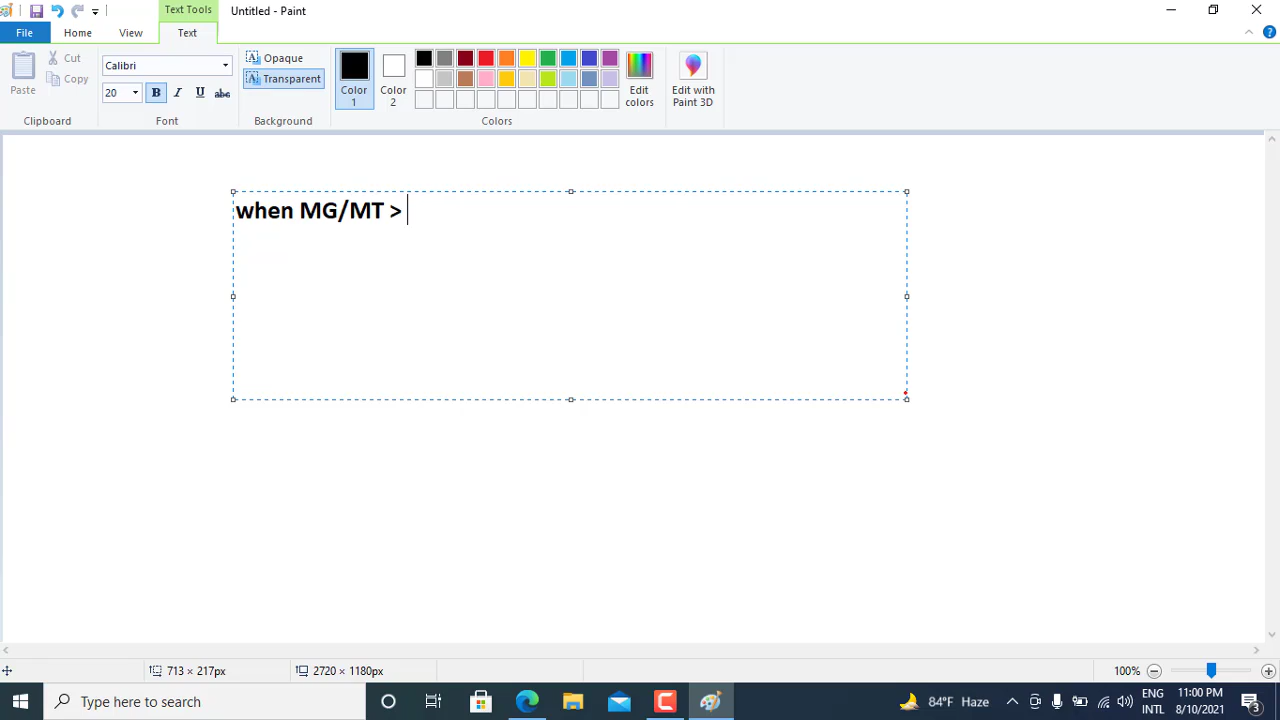 Text Tools
Untitled - Paint
File
Home
View
Text
Paste
Cut
Copy
Clipboard
Calibri
20
B
I
U
abc
Font
Opaque
Transparent
Background
Color 1
Color 2
Edit colors
Colors
Edit with Paint 3D
when MG/MT >
713 × 217px
2720 × 1180px
100%
Type here to search
84°F Haze
ENG
INTL
11:00 PM
8/10/2021
3